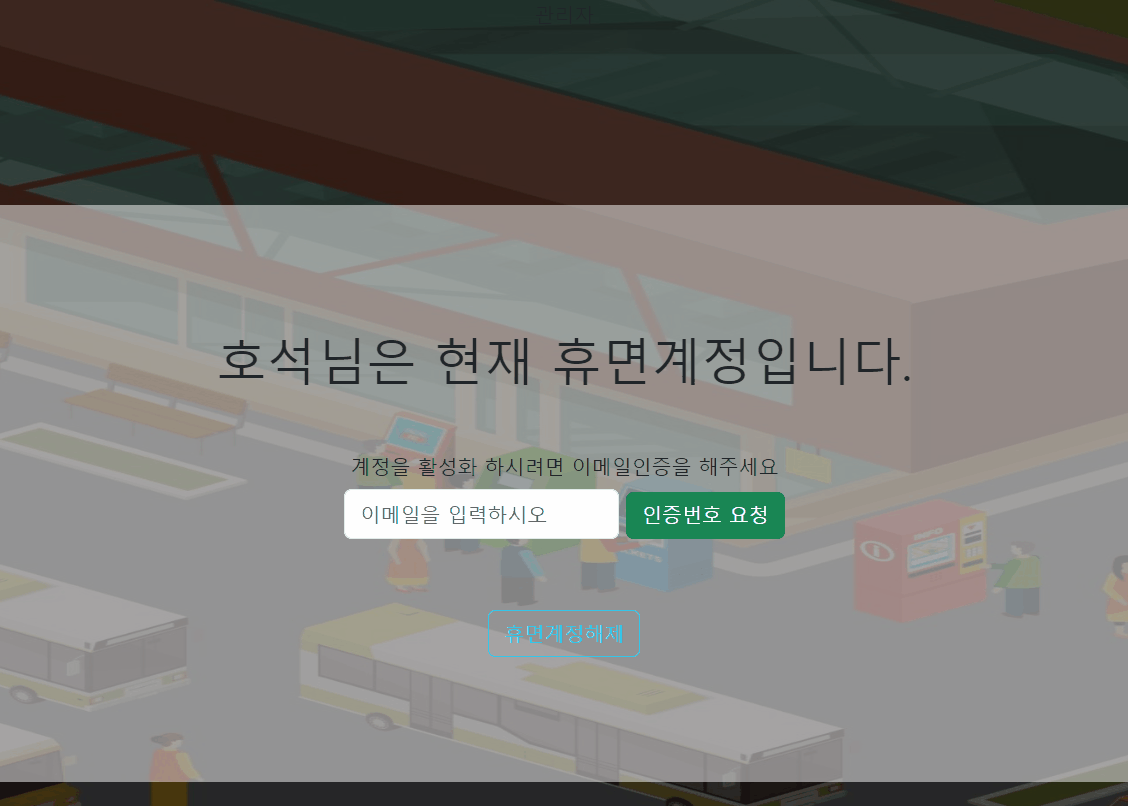 관리자
호석님은 현재 휴면계정입니다.
계정을 활성화 하시려면 이메일인증을 해주세요
이메일을 입력하시오 인증번호 요청
휴면계정해제
INFO